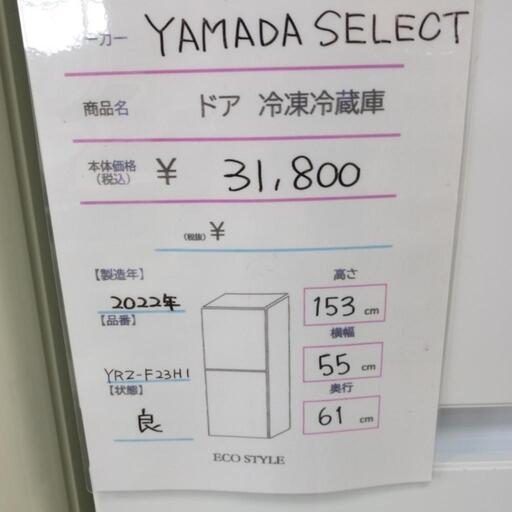 ーカー YAMADA SELECT
商品名 ドア 冷凍冷蔵庫
本体価格 (税込) ¥ 31,800
(税抜) ¥
【製造年】
2022年
【品番】
YRZ-F23H1
【状態】
良
高さ
153 cm
横幅
55 cm
奥行
61 cm
ECO STYLE